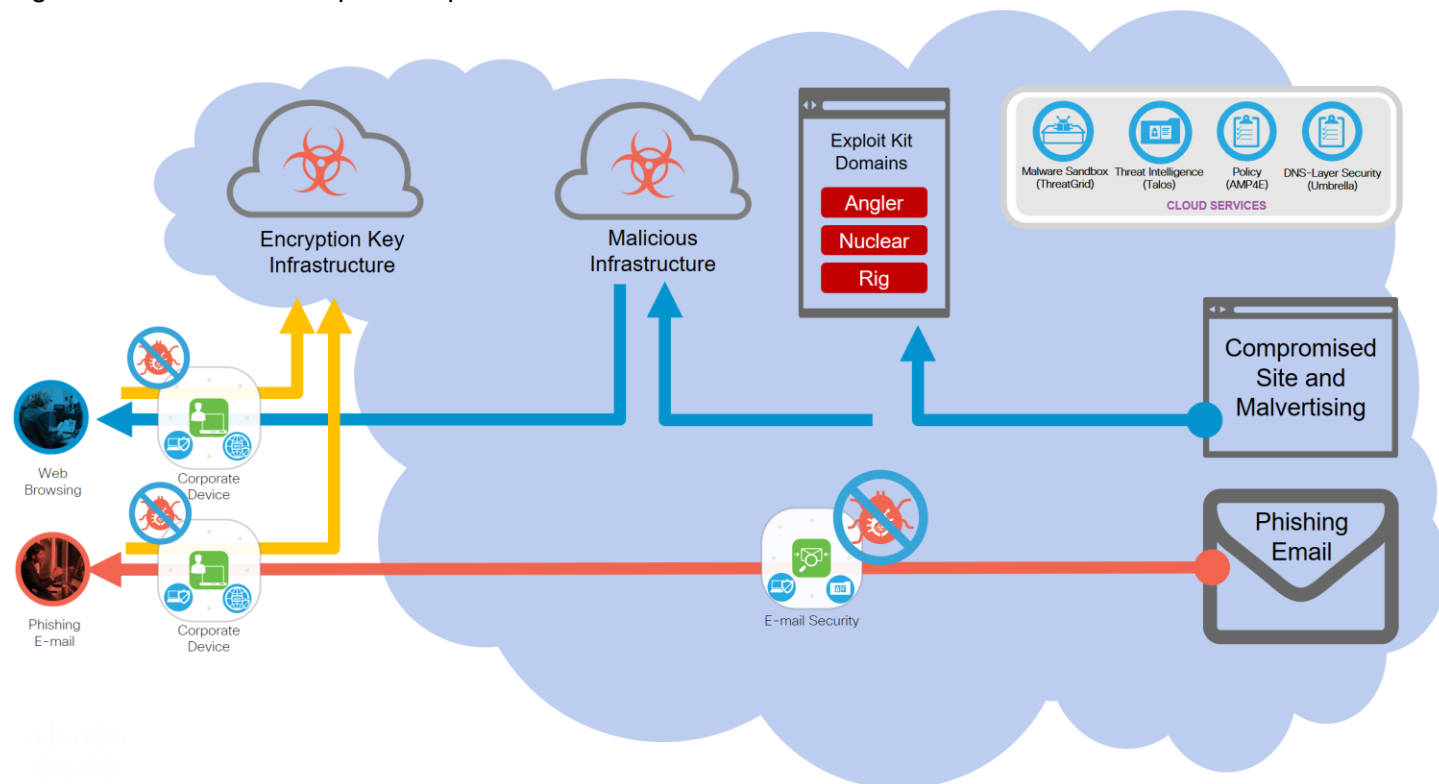 Exploit Kit
Domains
Angler
Nuclear
Rig
Malware Sandbox
(ThreatGrid)
Threat Intelligence
(Talos)
Policy
(AMP4E)
DNS-Layer Security
(Umbrella)
CLOUD SERVICES
Encryption Key
Infrastructure
Malicious
Infrastructure
Compromised
Site and
Malvertising
Web
Browsing
Corporate
Device
Phishing
Email
Phishing
E-mail
Corporate
Device
E-mail Security